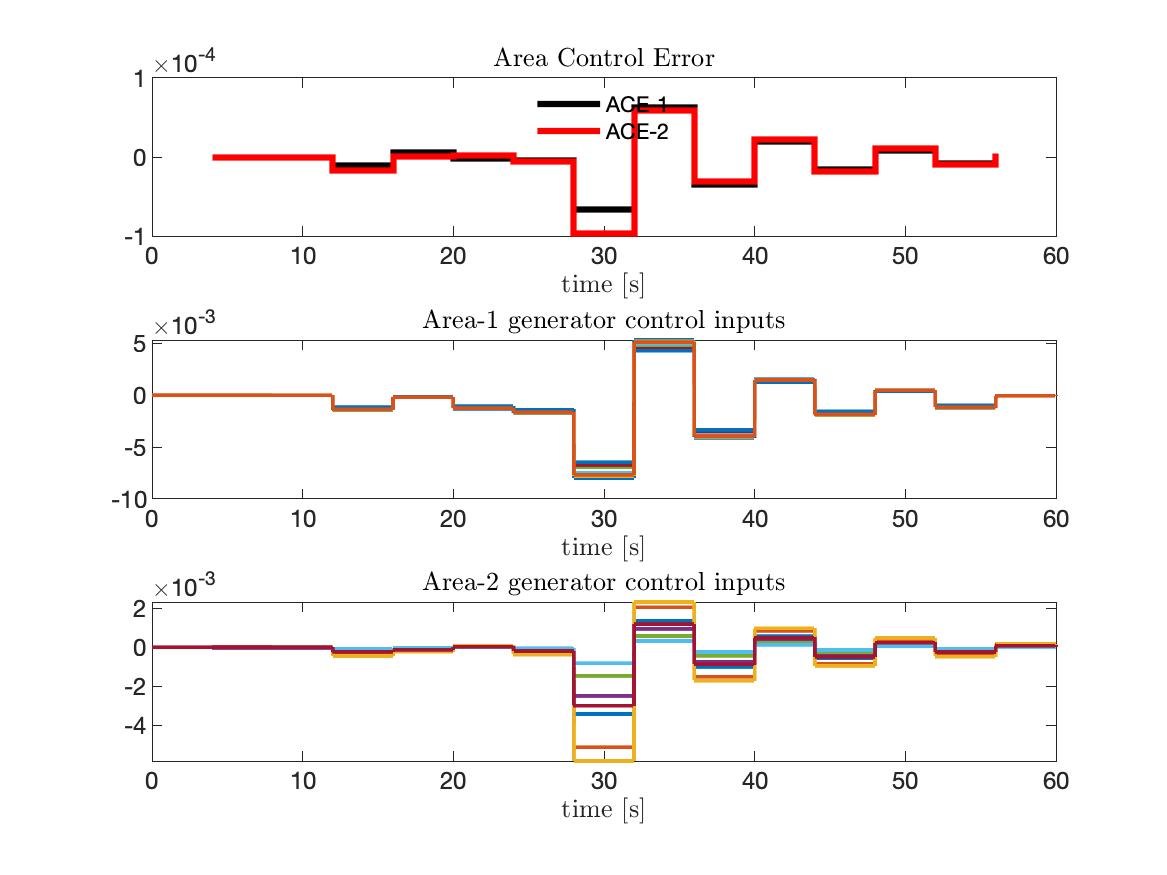 Area Control Error
×10-4
1
0
-1
ACE-1
ACE-2
0 10 20 30 40 50 60
time [s]
Area-1 generator control inputs
×10-3
5
0
-5
-10
0 10 20 30 40 50 60
time [s]
Area-2 generator control inputs
×10-3
2
0
-2
-4
0 10 20 30 40 50 60
time [s]